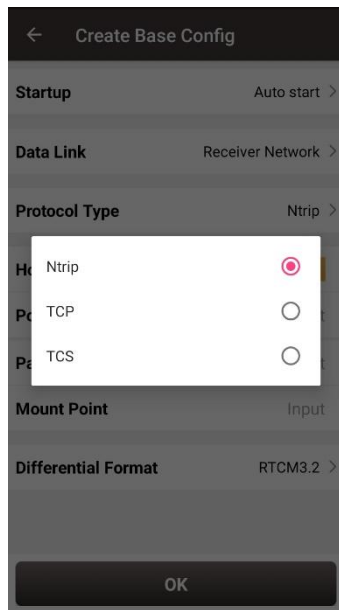 ← Create Base Config
Startup Auto start >
Data Link Receiver Network >
Protocol Type Ntrip >
Ntrip
TCP
TCS
Mount Point Input
Differential Format RTCM3.2 >
OK